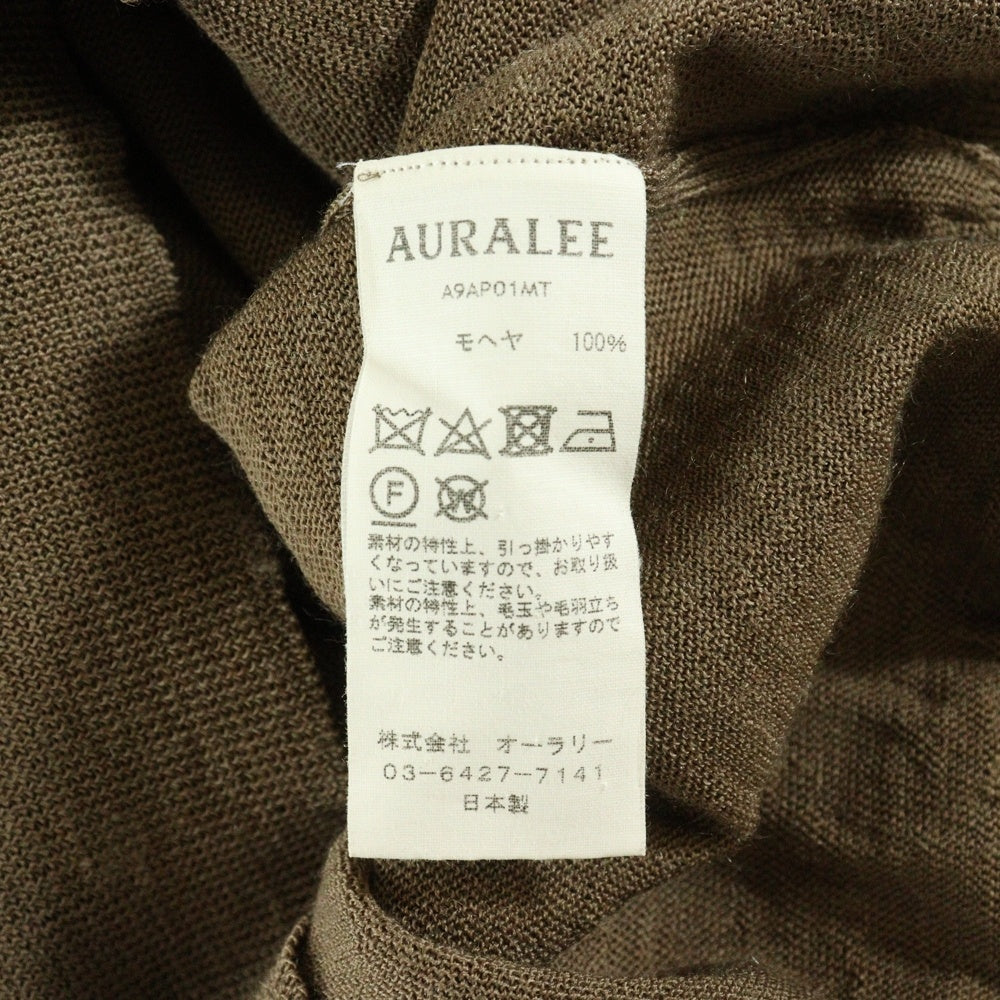 AURALEE
A9AP01MT
モヘヤ 100%
F
W
素材の特性上、引っ掛かりやす
くなっていますので、お取り扱
いにご注意ください。
素材の特性上、毛玉や毛羽立ち
が発生することがありますので
ご注意ください。
株式会社 オーラリー
03-6427-7141
日本製